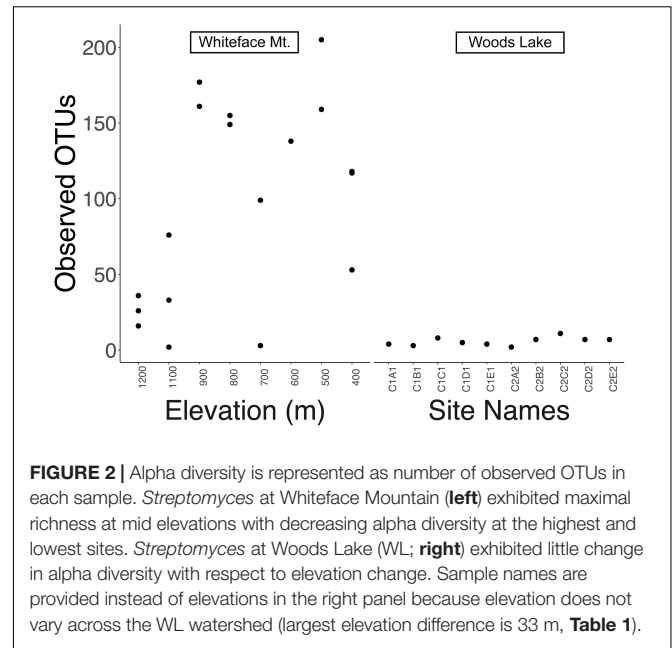 Whiteface Mt.
Woods Lake
Observed OTUs
200
150
100
50
0
1200
1100
900
800
700
600
500
400
C1A1
C1B1
C1C1
C1D1
C1E1
C2A2
C2B2
C2C2
C2D2
C2E2
Elevation (m)
Site Names
FIGURE 2 | Alpha diversity is represented as number of observed OTUs in
each sample. Streptomyces at Whiteface Mountain (left) exhibited maximal
richness at mid elevations with decreasing alpha diversity at the highest and
lowest sites. Streptomyces at Woods Lake (WL; right) exhibited little change
in alpha diversity with respect to elevation change. Sample names are
provided instead of elevations in the right panel because elevation does not
vary across the WL watershed (largest elevation difference is 33 m, Table 1).